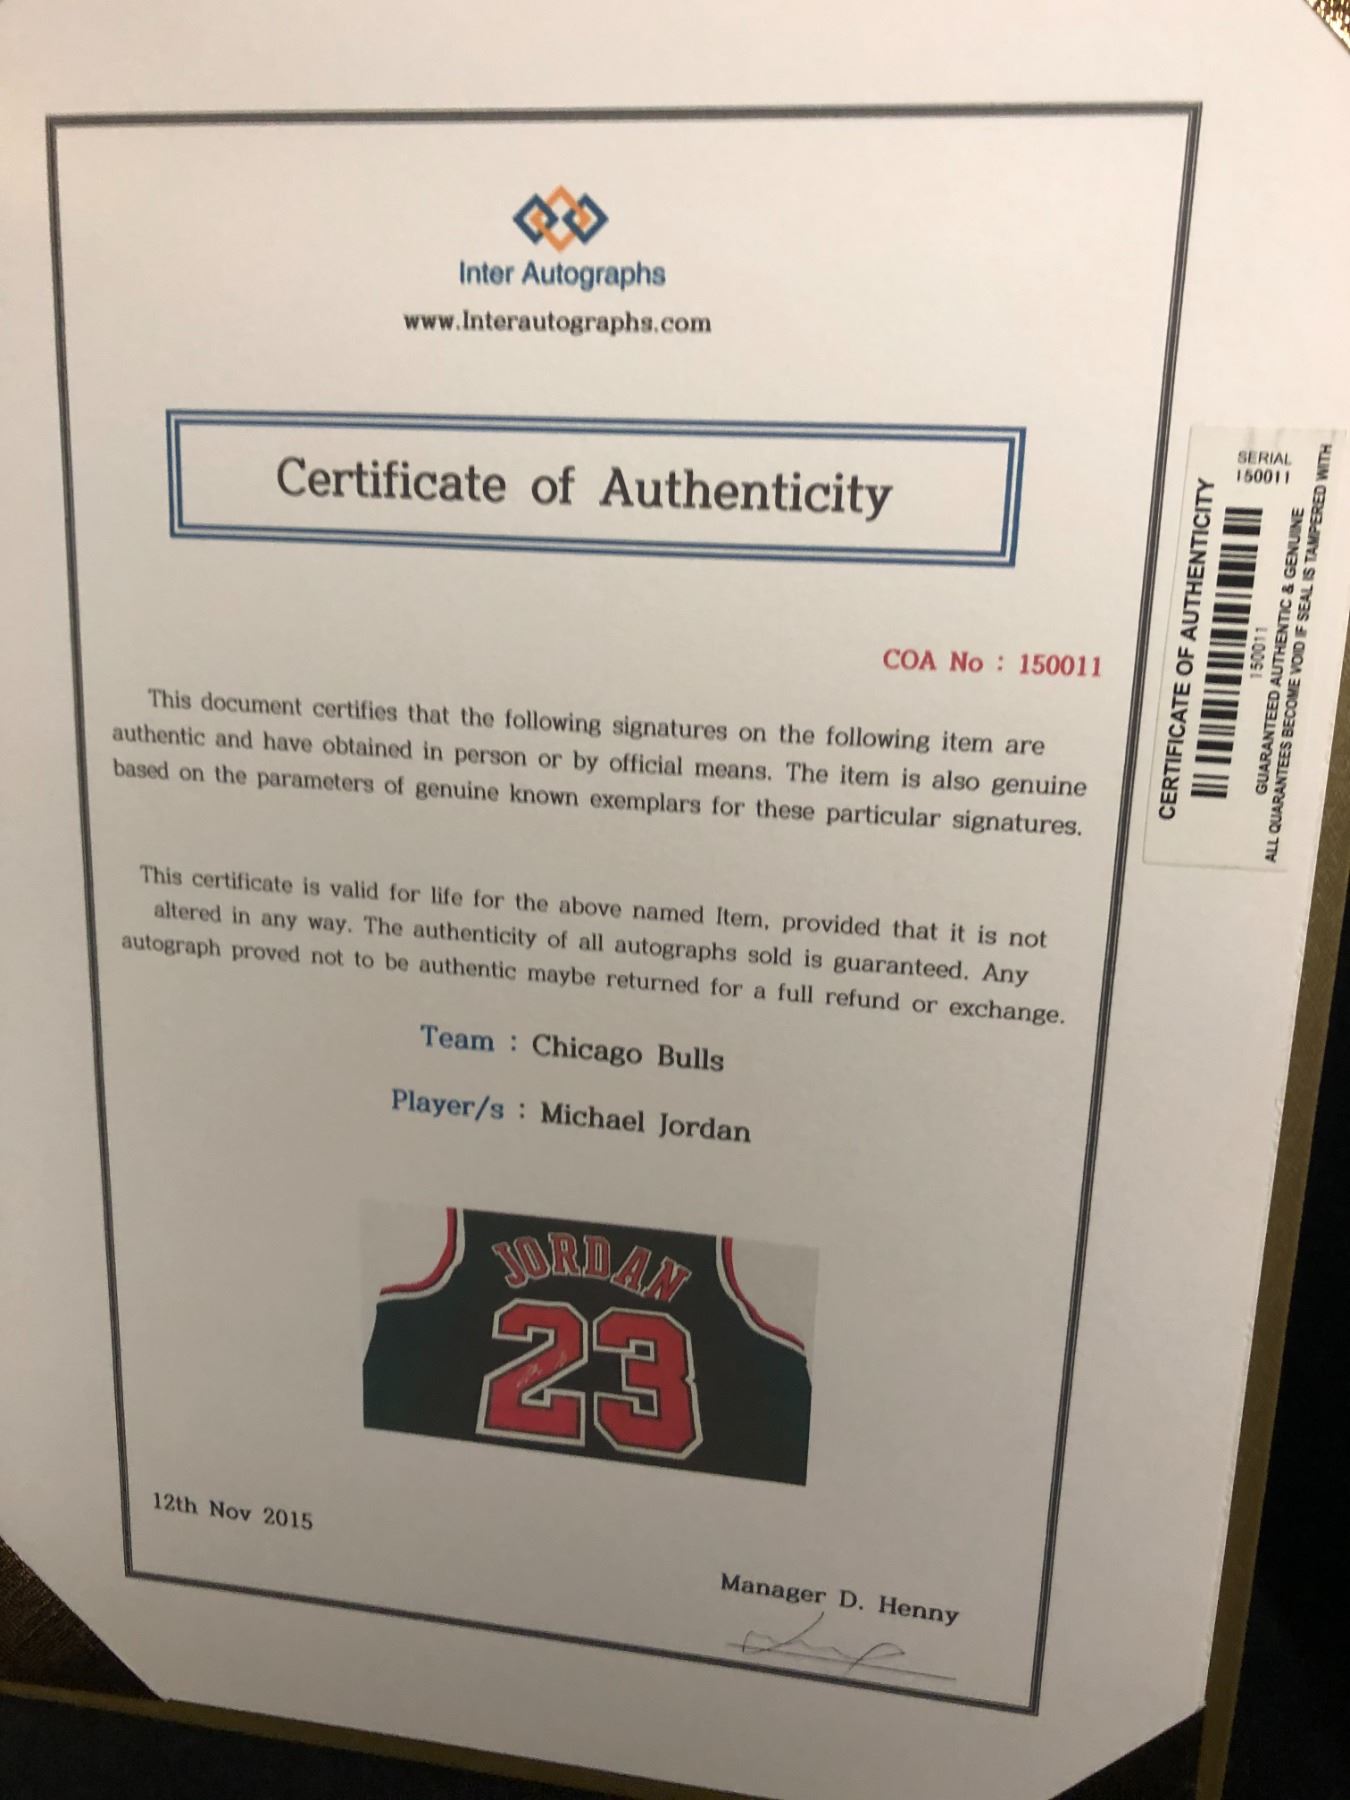 Inter Autographs
www.Interautographs.com
Certificate of Authenticity
COA No : 150011
This document certifies that the following signatures on the following item are
authentic and have obtained in person or by official means. The item is also genuine
based on the parameters of genuine known exemplars for these particular signatures.
This certificate is valid for life for the above named Item, provided that it is not
altered in any way. The authenticity of all autographs sold is guaranteed. Any
autograph proved not to be authentic maybe returned for a full refund or exchange.
Team : Chicago Bulls
Player/s : Michael Jordan
JORDAN
23
12th Nov 2015
Manager D. Henny
CERTIFICATE OF AUTHENTICITY
SERIAL
150011
150011
GUARANTEED AUTHENTIC & GENUINE
ALL QUARANTEES BECOME VOID IF SEAL IS TAMPERED WITH